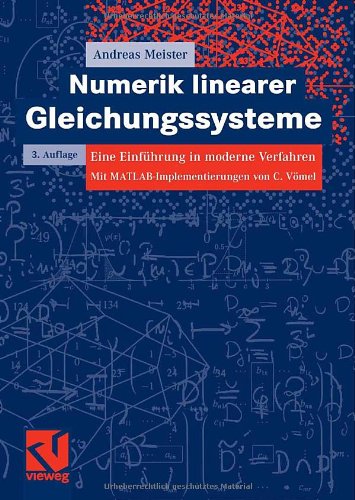 Urheberrechtlich geschütztes Material
Andreas Meister
Numerik linearer
Gleichungssysteme
3. Auflage
Eine Einführung in moderne Verfahren
Mit MATLAB-Implementierungen von C. Vömel
vieweg
Urheberrechtlich geschütztes Material